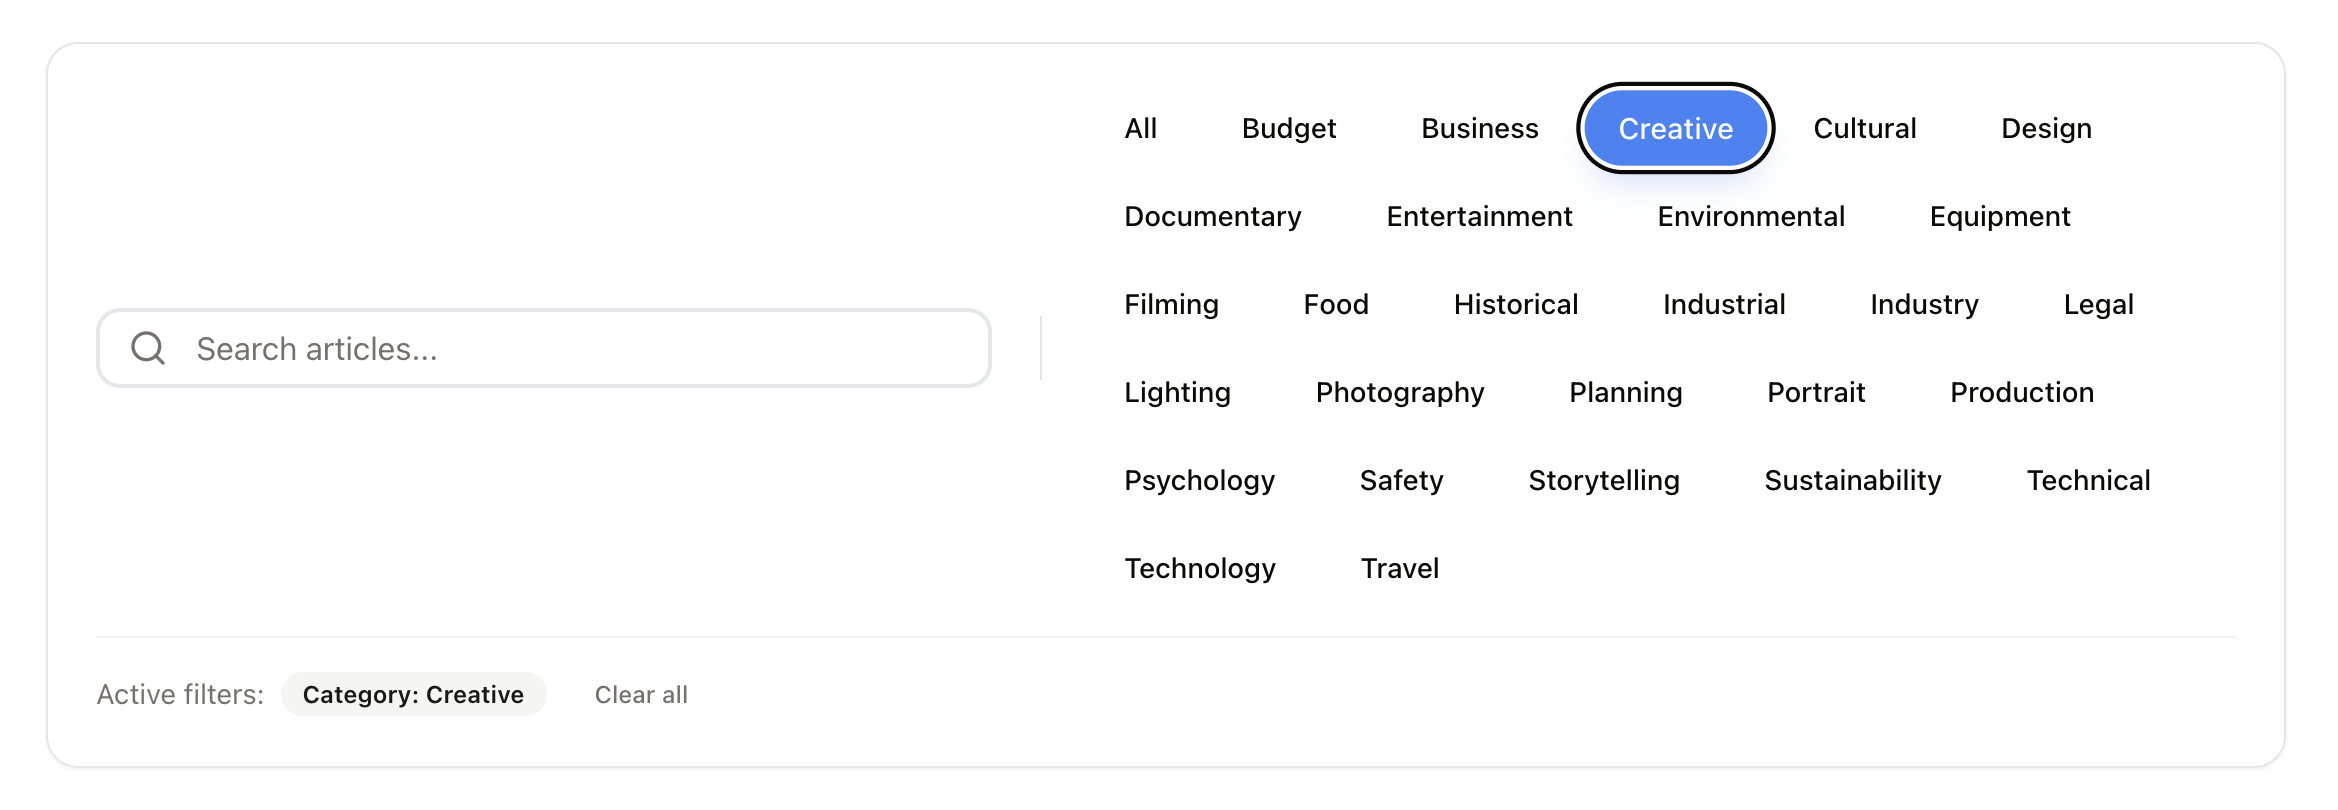 All Budget Business Creative Cultural Design
Documentary Entertainment Environmental Equipment
Filming Food Historical Industrial Industry Legal
Search articles...
Lighting Photography Planning Portrait Production
Psychology Safety Storytelling Sustainability Technical
Technology Travel
Active filters: Category: Creative Clear all